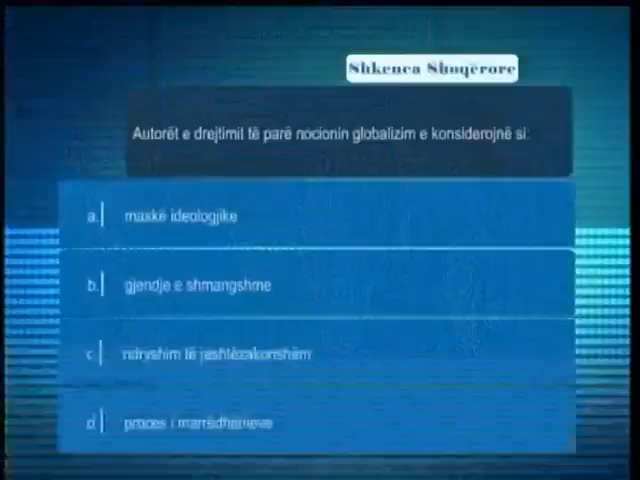 Shkenca Shoqërore
Autorët e drejtimit të parë nocionin globalizim e konsiderojnë si:
a. maskë ideologjike
b. gjendje e shmangshme
c. ndryshim të jashtëzakonshëm
d. proces i marrëdhënieve